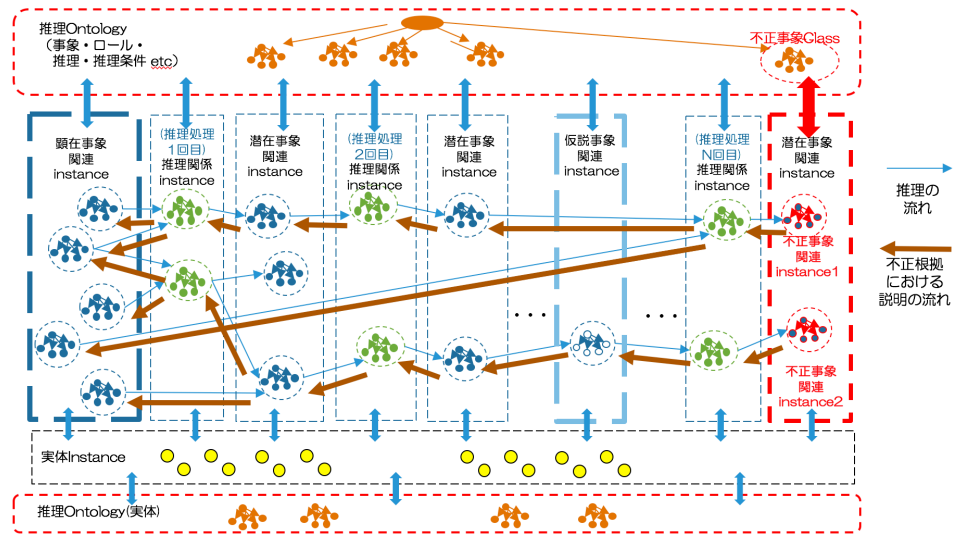 推理Ontology
（事象・ロール・
推理・推理条件 etc）
不正事象Class
顕在事象
関連
instance
(推理処理
1回目)
推理関係
instance
潜在事象
関連
instance
(推理処理
2回目)
推理関係
instance
潜在事象
関連
instance
仮説事象
関連
instance
(推理処理
N回目)
推理関係
instance
潜在事象
関連
instance
不正事象
関連
instance1
・・・
・・・
不正事象
関連
instance2
推理の
流れ
不正根拠
における
説明の流れ
実体Instance
推理Ontology(実体)